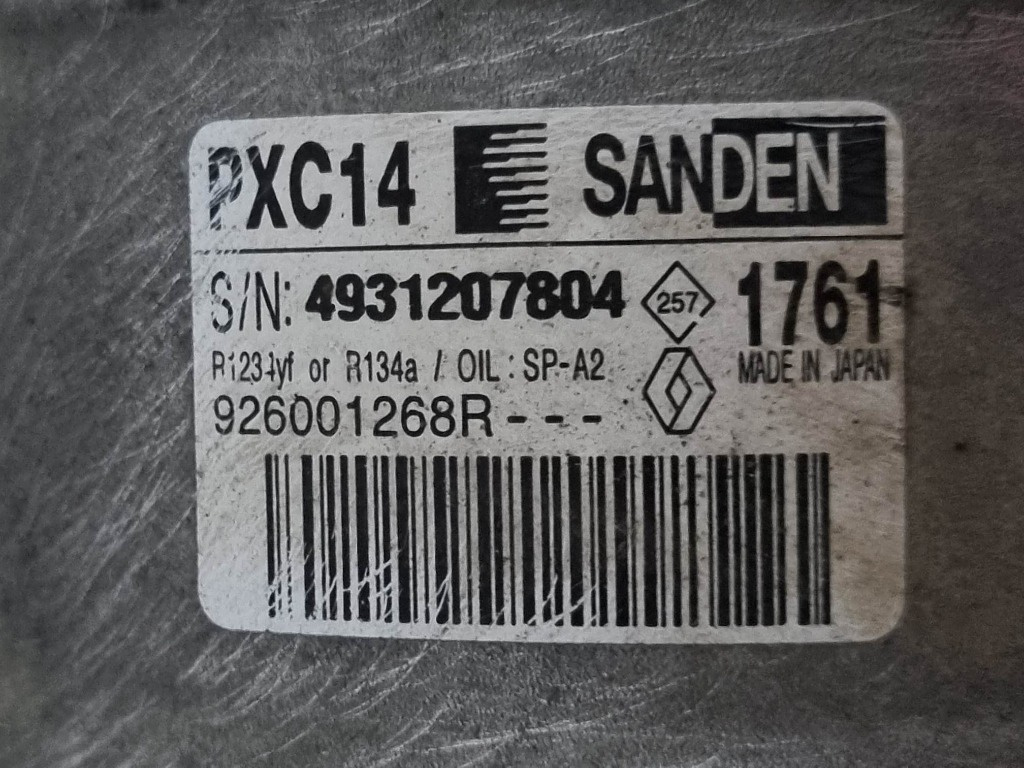 PXC14 SANDEN
S/N: 4931207804 257 1761
R1234yf or R134a / OIL : SP-A2 MADE IN JAPAN
926001268R - - -